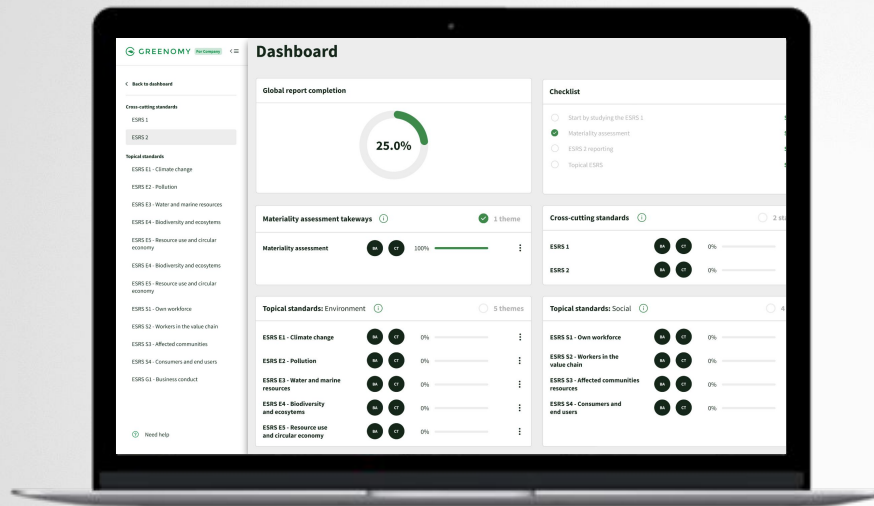 GREENOMY For Company
Back to dashboard
Cross-cutting standards
ESRS 1
ESRS 2
Topical standards
ESRS E1 - Climate change
ESRS E2 - Pollution
ESRS E3 - Water and marine resources
ESRS E4 - Biodiversity and ecosytems
ESRS E5 - Resource use and circular
economy
ESRS E4 - Biodiversity and ecosytems
ESRS E5 - Resource use and circular
economy
ESRS S1 - Own workforce
ESRS S2 - Workers in the value chain
ESRS S3 - Affected communities
ESRS S4 - Consumers and end users
ESRS G1 - Business conduct
Need help
Dashboard
Global report completion
25.0%
Checklist
Start by studying the ESRS 1
Materiality assessment
ESRS 2 reporting
Topical ESRS
Materiality assessment takeways
1 theme
Materiality assessment BA CT 100%
Cross-cutting standards
2
ESRS 1 BA CT 0%
ESRS 2 BA CT 0%
Topical standards: Environment
5 themes
ESRS E1 - Climate change BA CT 0%
ESRS E2 - Pollution BA CT 0%
ESRS E3 - Water and marine
resources BA CT 0%
ESRS E4 - Biodiversity
and ecosytems BA CT 0%
ESRS E5 - Resource use
and circular economy BA CT 0%
Topical standards: Social
4
ESRS S1 - Own workforce BA CT 0%
ESRS S2 - Workers in the
value chain BA CT 0%
ESRS S3 - Affected communities
resources BA CT 0%
ESRS S4 - Consumers and
end users BA CT 0%